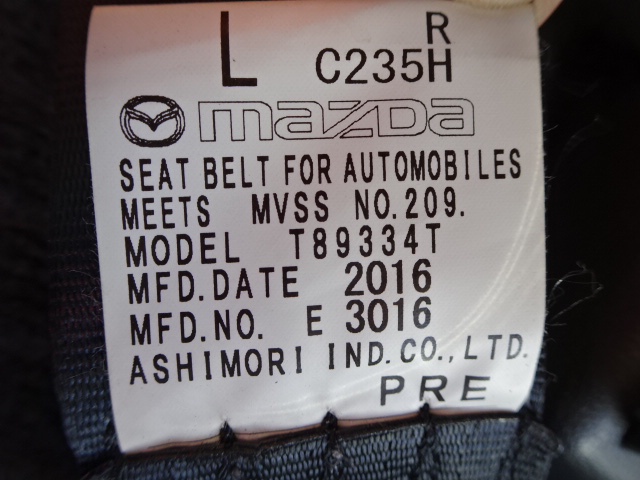 L R
C235H
mazda
SEAT BELT FOR AUTOMOBILES
MEETS MVSS NO.209.
MODEL T89334T
MFD.DATE 2016
MFD.NO. E 3016
ASHIMORI IND.CO.,LTD.
PRE